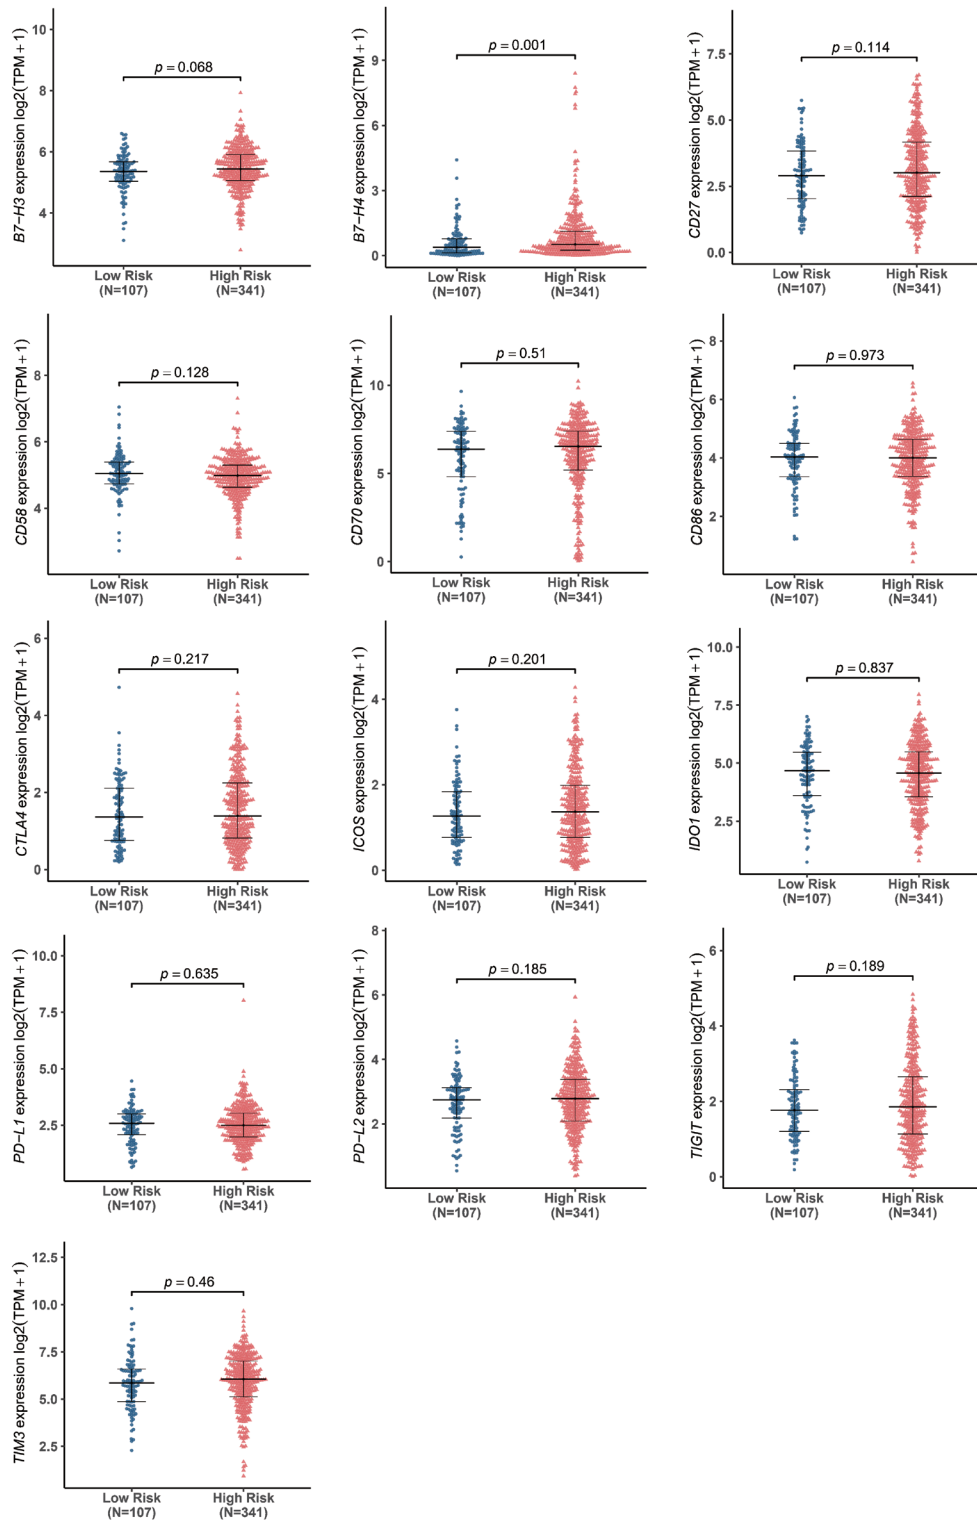 B7−H3 expression log2(TPM+1)
10
8
6
4
p = 0.068
Low Risk
(N=107)
High Risk
(N=341)
B7−H4 expression log2(TPM+1)
9
6
3
0
p = 0.001
Low Risk
(N=107)
High Risk
(N=341)
CD27 expression log2(TPM+1)
7.5
5.0
2.5
0.0
p = 0.114
Low Risk
(N=107)
High Risk
(N=341)
CD58 expression log2(TPM+1)
8
6
4
p = 0.128
Low Risk
(N=107)
High Risk
(N=341)
CD70 expression log2(TPM+1)
10
5
0
p = 0.51
Low Risk
(N=107)
High Risk
(N=341)
CD86 expression log2(TPM+1)
8
6
4
2
p = 0.973
Low Risk
(N=107)
High Risk
(N=341)
CTLA4 expression log2(TPM+1)
6
4
2
0
p = 0.217
Low Risk
(N=107)
High Risk
(N=341)
ICOS expression log2(TPM+1)
4
2
0
p = 0.201
Low Risk
(N=107)
High Risk
(N=341)
IDO1 expression log2(TPM+1)
10.0
7.5
5.0
2.5
p = 0.837
Low Risk
(N=107)
High Risk
(N=341)
PD−L1 expression log2(TPM+1)
10.0
7.5
5.0
2.5
p = 0.635
Low Risk
(N=107)
High Risk
(N=341)
PD−L2 expression log2(TPM+1)
8
6
4
2
p = 0.185
Low Risk
(N=107)
High Risk
(N=341)
TIGIT expression log2(TPM+1)
6
4
2
0
p = 0.189
Low Risk
(N=107)
High Risk
(N=341)
TIM3 expression log2(TPM+1)
12.5
10.0
7.5
5.0
2.5
p = 0.46
Low Risk
(N=107)
High Risk
(N=341)